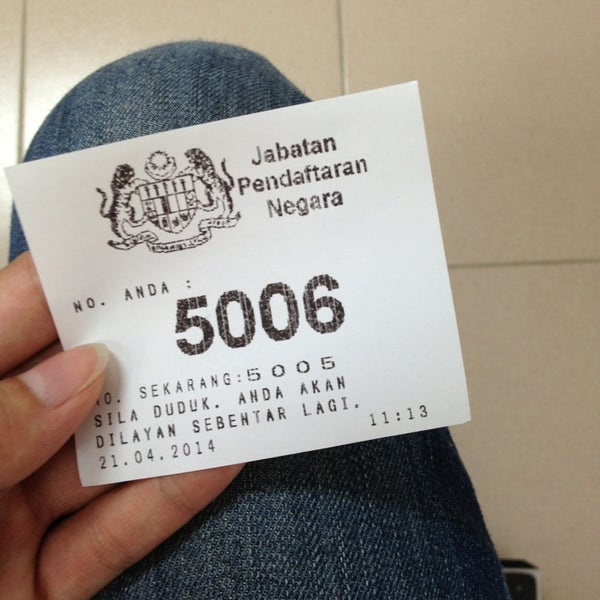 Jabatan
Pendaftaran
Negara
NO. ANDA :
5006
NO. SEKARANG:5005
SILA DUDUK. ANDA AKAN
DILAYAN SEBENTAR LAGI.
21.04.2014 11:13